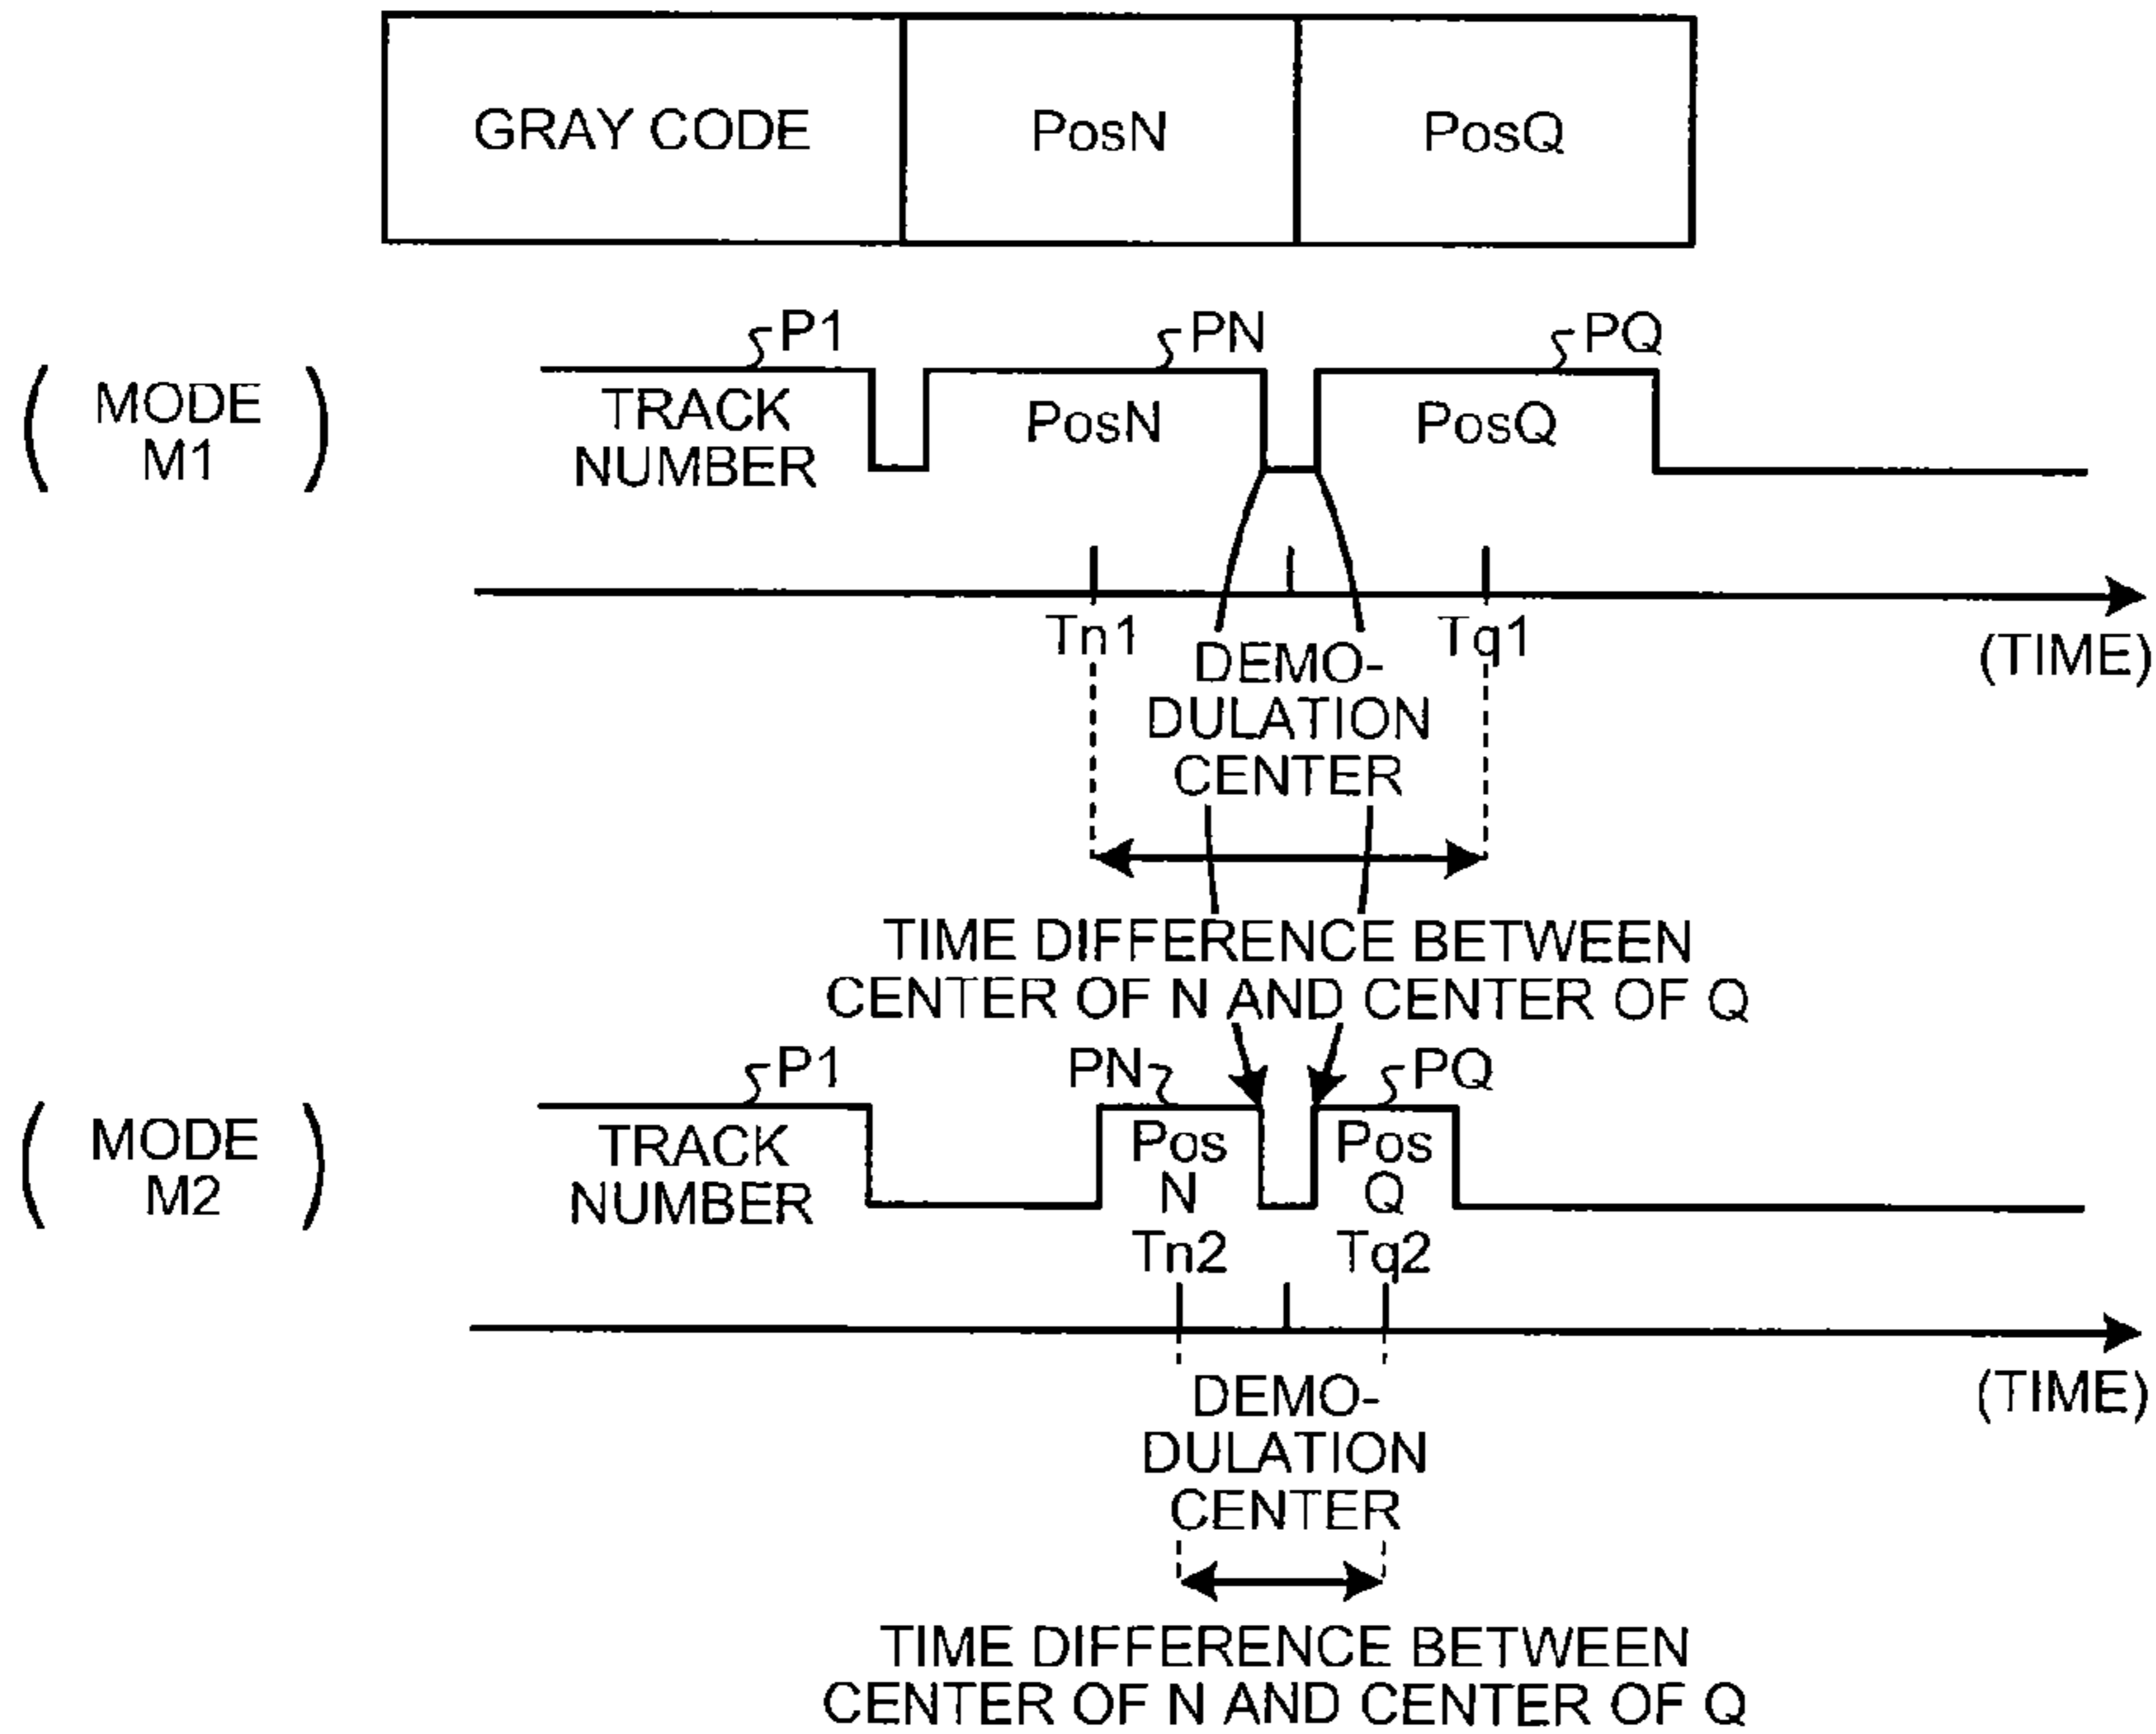 GRAY CODE PosN PosQ
P1 PN PQ
( MODE M1 )
TRACK NUMBER
PosN
PosQ
Tn1 Tq1
(TIME)
DEMO-
DULATION
CENTER
TIME DIFFERENCE BETWEEN
CENTER OF N AND CENTER OF Q
P1 PN PQ
( MODE M2 )
TRACK NUMBER
Pos N
Pos Q
Tn2 Tq2
(TIME)
DEMO-
DULATION
CENTER
TIME DIFFERENCE BETWEEN
CENTER OF N AND CENTER OF Q